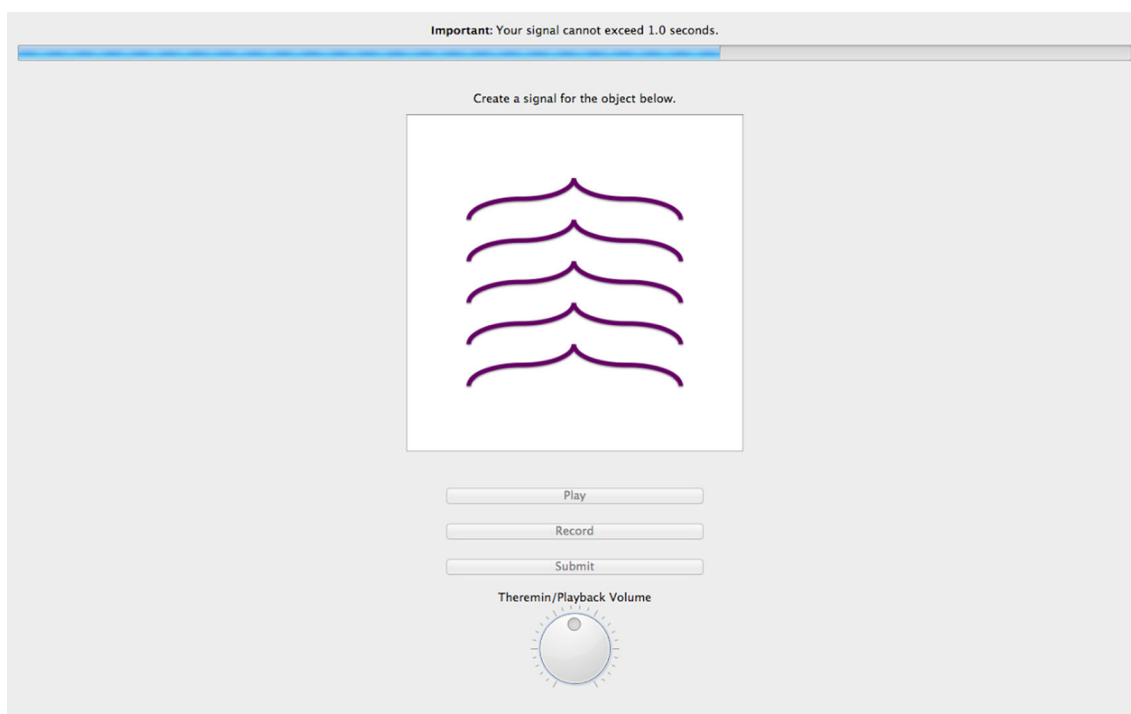 Important: Your signal cannot exceed 1.0 seconds.
Create a signal for the object below.
Play
Record
Submit
Theremin/Playback Volume